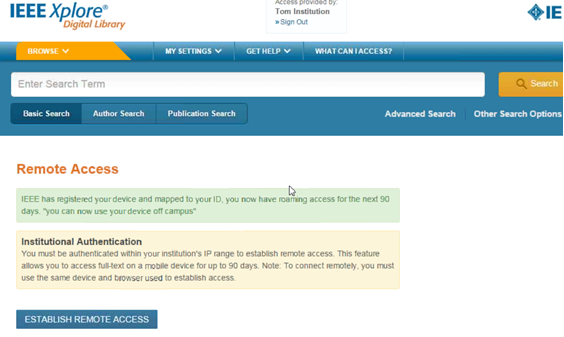 IEEE Xplore®
Digital Library
Access provided by:
Tom Institution
» Sign Out
IE
BROWSE
MY SETTINGS
GET HELP
WHAT CAN I ACCESS?
Enter Search Term
Search
Basic Search
Author Search
Publication Search
Advanced Search
Other Search Options
Remote Access
IEEE has registered your device and mapped to your ID, you now have roaming access for the next 90
days. "you can now use your device off campus"
Institutional Authentication
You must be authenticated within your institution's IP range to establish remote access. This feature
allows you to access full-text on a mobile device for up to 90 days. Note: To connect remotely, you must
use the same device and browser used to establish access.
ESTABLISH REMOTE ACCESS